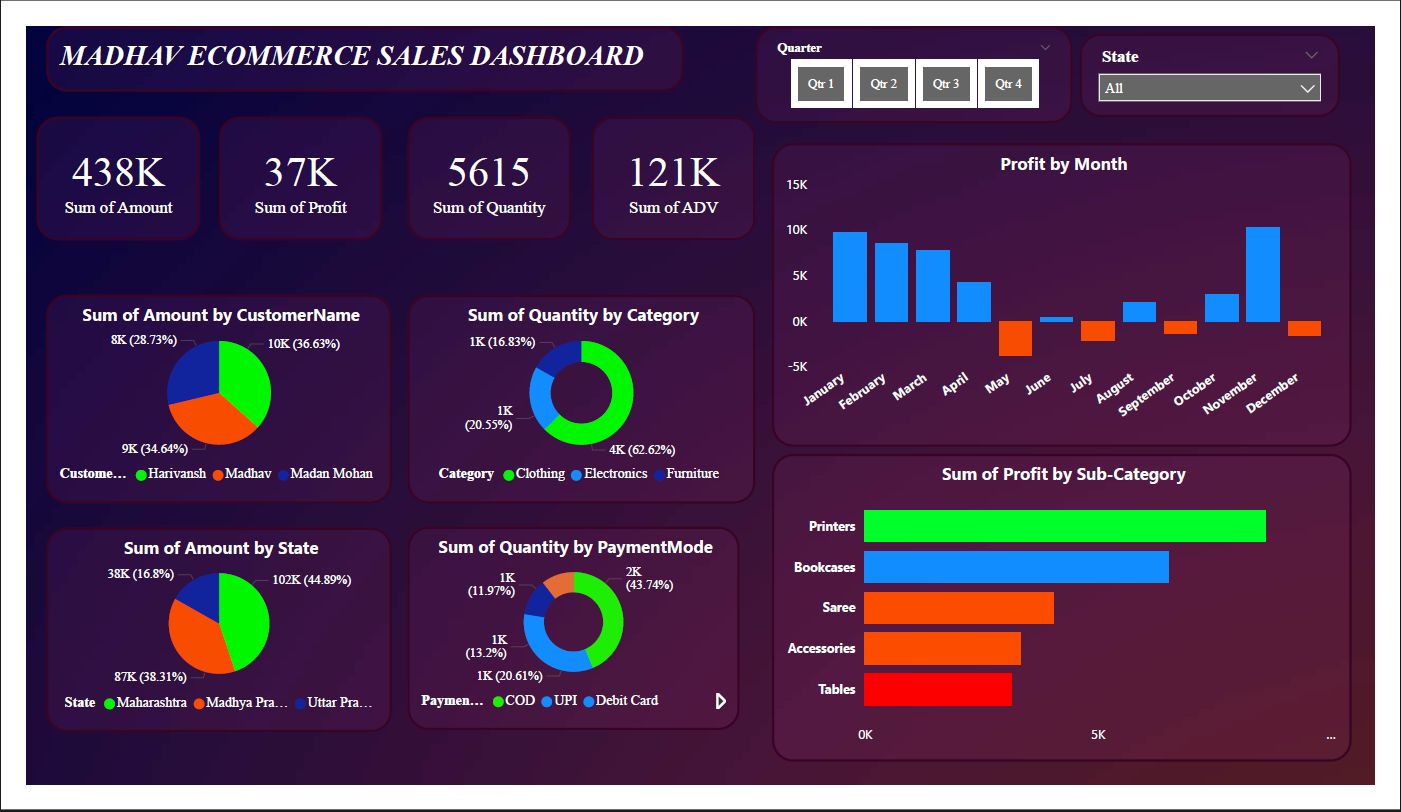 MADHAV ECOMMERCE SALES DASHBOARD
Quarter
Qtr 1 Qtr 2 Qtr 3 Qtr 4
State
All
438K
Sum of Amount
37K
Sum of Profit
5615
Sum of Quantity
121K
Sum of ADV
Profit by Month
15K
10K
5K
0K
-5K
January February March April May June July August September October November December
Sum of Amount by CustomerName
8K (28.73%)
10K (36.63%)
9K (34.64%)
Custome... Harivansh Madhav Madan Mohan
Sum of Quantity by Category
1K (16.83%)
1K
(20.55%)
4K (62.62%)
Category Clothing Electronics Furniture
Sum of Profit by Sub-Category
Printers
Bookcases
Saree
Accessories
Tables
0K 5K ...
Sum of Amount by State
38K (16.8%)
102K (44.89%)
87K (38.31%)
State Maharashtra Madhya Pra... Uttar Pra...
Sum of Quantity by PaymentMode
1K
(11.97%)
2K
(43.74%)
1K
(13.2%)
1K (20.61%)
Paymen... COD UPI Debit Card